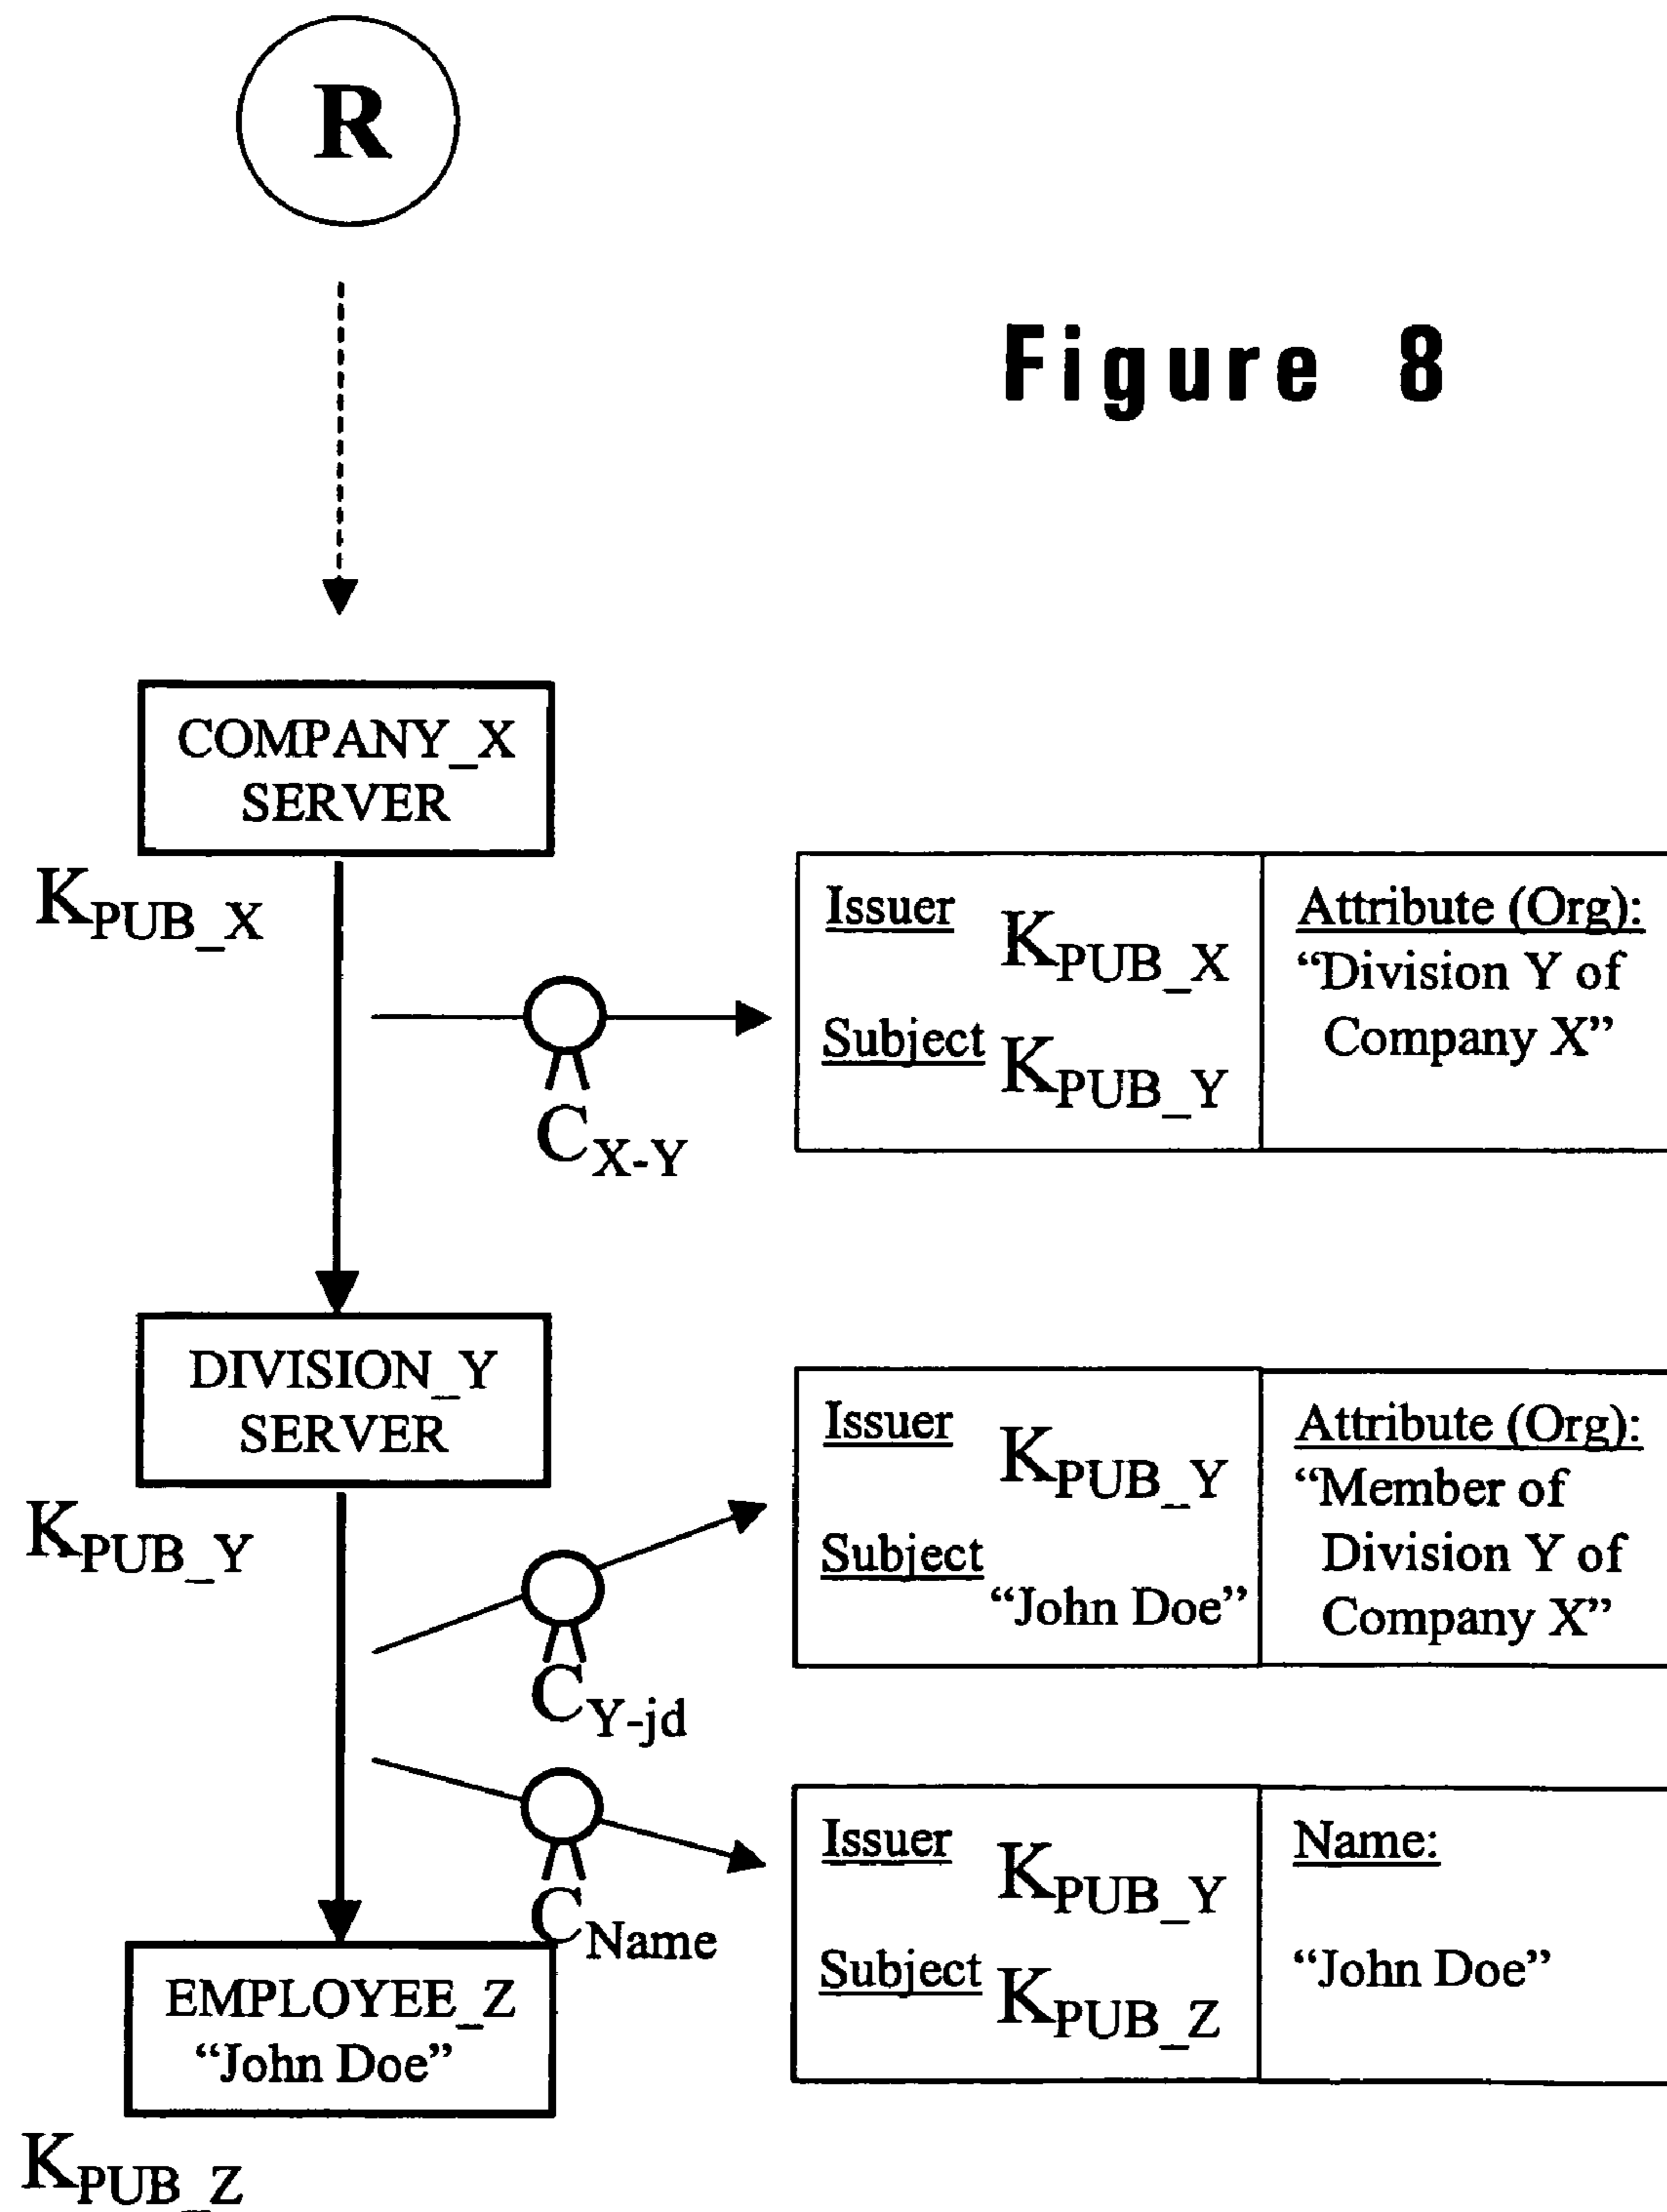 R
Figure 8
COMPANY_X
SERVER
KPUB_X
CX-Y
Issuer
KPUB_X
Subject
KPUB_Y
Attribute (Org):
“Division Y of
Company X”
DIVISION_Y
SERVER
KPUB_Y
CY-jd
Issuer
KPUB_Y
Subject
“John Doe”
Attribute (Org):
“Member of
Division Y of
Company X”
CName
Issuer
KPUB_Y
Subject
KPUB_Z
Name:
“John Doe”
EMPLOYEE_Z
“John Doe”
KPUB_Z